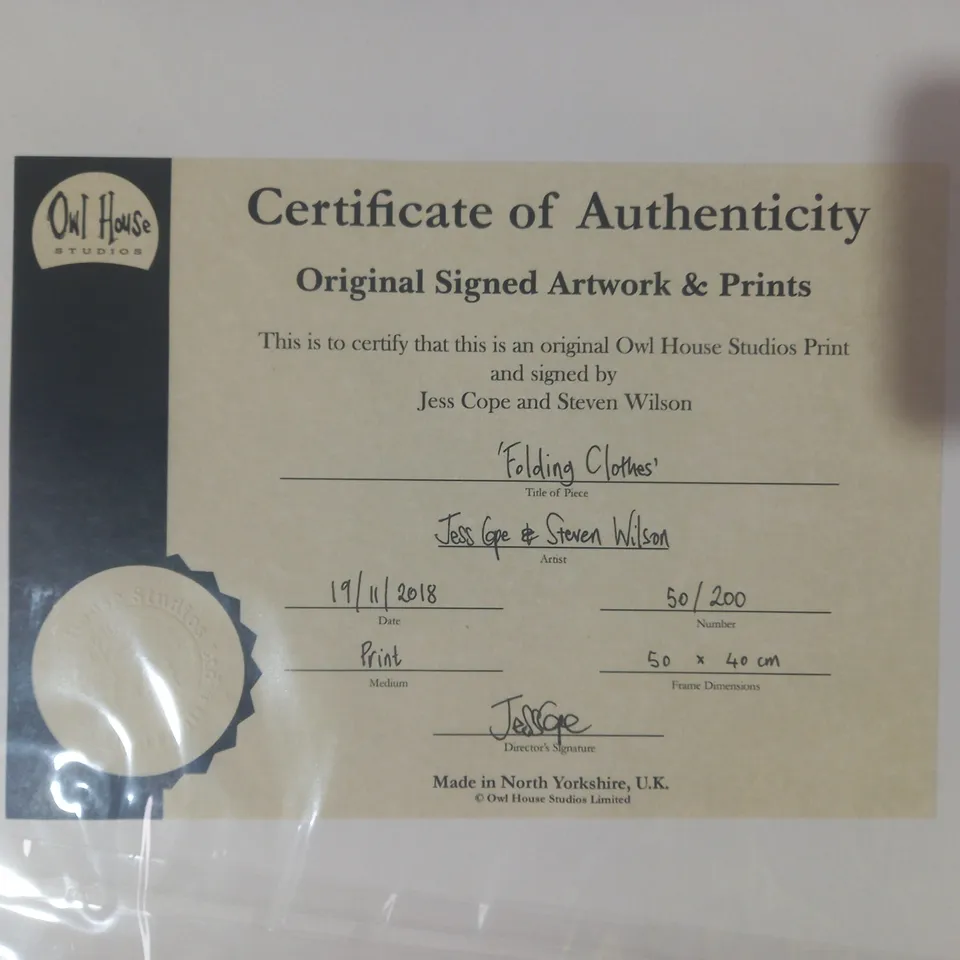 Owl House
STUDIOS
Certificate of Authenticity
Original Signed Artwork & Prints
This is to certify that this is an original Owl House Studios Print
and signed by
Jess Cope and Steven Wilson
'Folding Clothes'
Title of Piece
Jess Cope & Steven Wilson
Artist
19/11/2018
Date
50/200
Number
Print
Medium
50 x 40 cm
Frame Dimensions
JessCope
Director's Signature
Made in North Yorkshire, U.K.
© Owl House Studios Limited
Studios